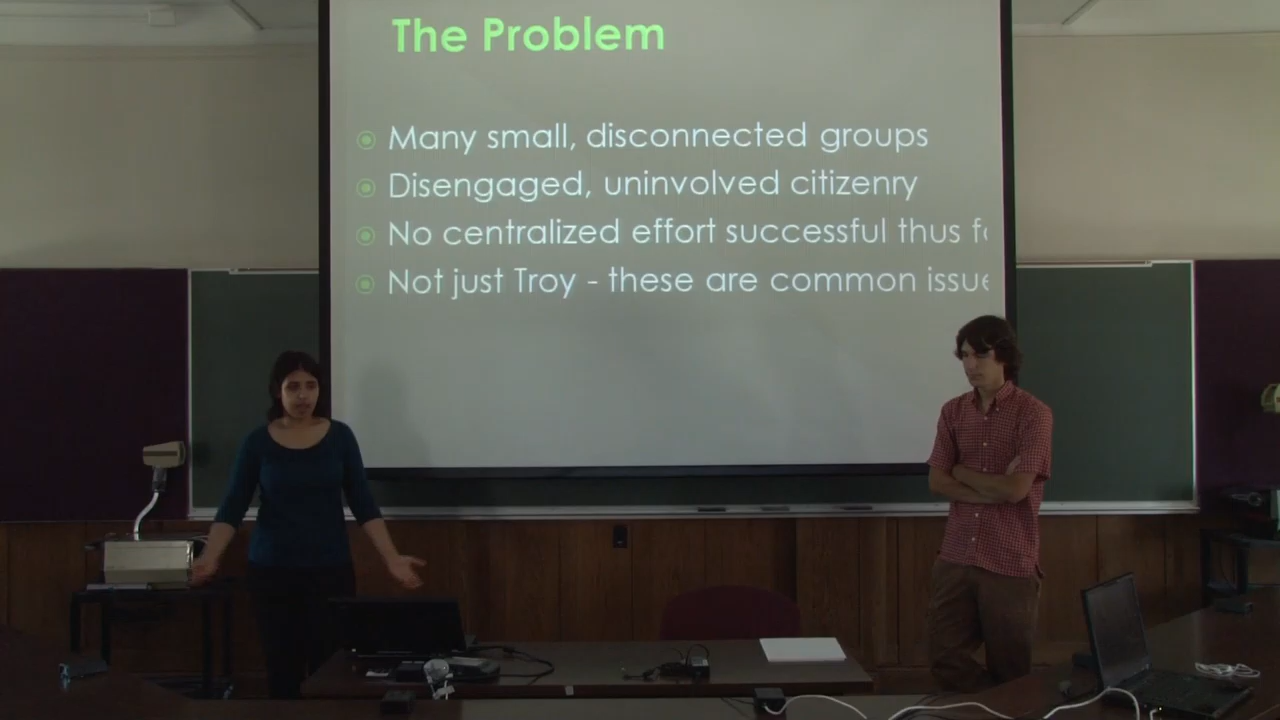 The Problem
Many small, disconnected groups
Disengaged, uninvolved citizenry
No centralized effort successful thus
Not just Troy - these are common